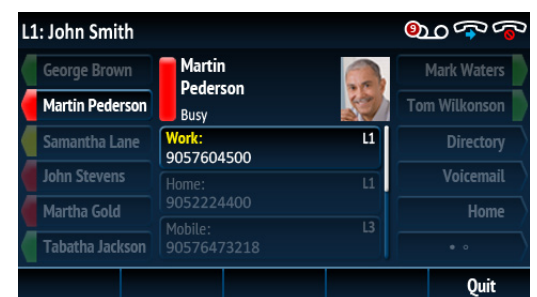 L1: John Smith
9
George Brown
Martin Pederson
Samantha Lane
John Stevens
Martha Gold
Tabatha Jackson
Martin
Pederson
Busy
Work: L1
9057604500
Home: L1
9052224400
Mobile: L3
90576473218
Mark Waters
Tom Wilkonson
Directory
Voicemail
Home
Quit